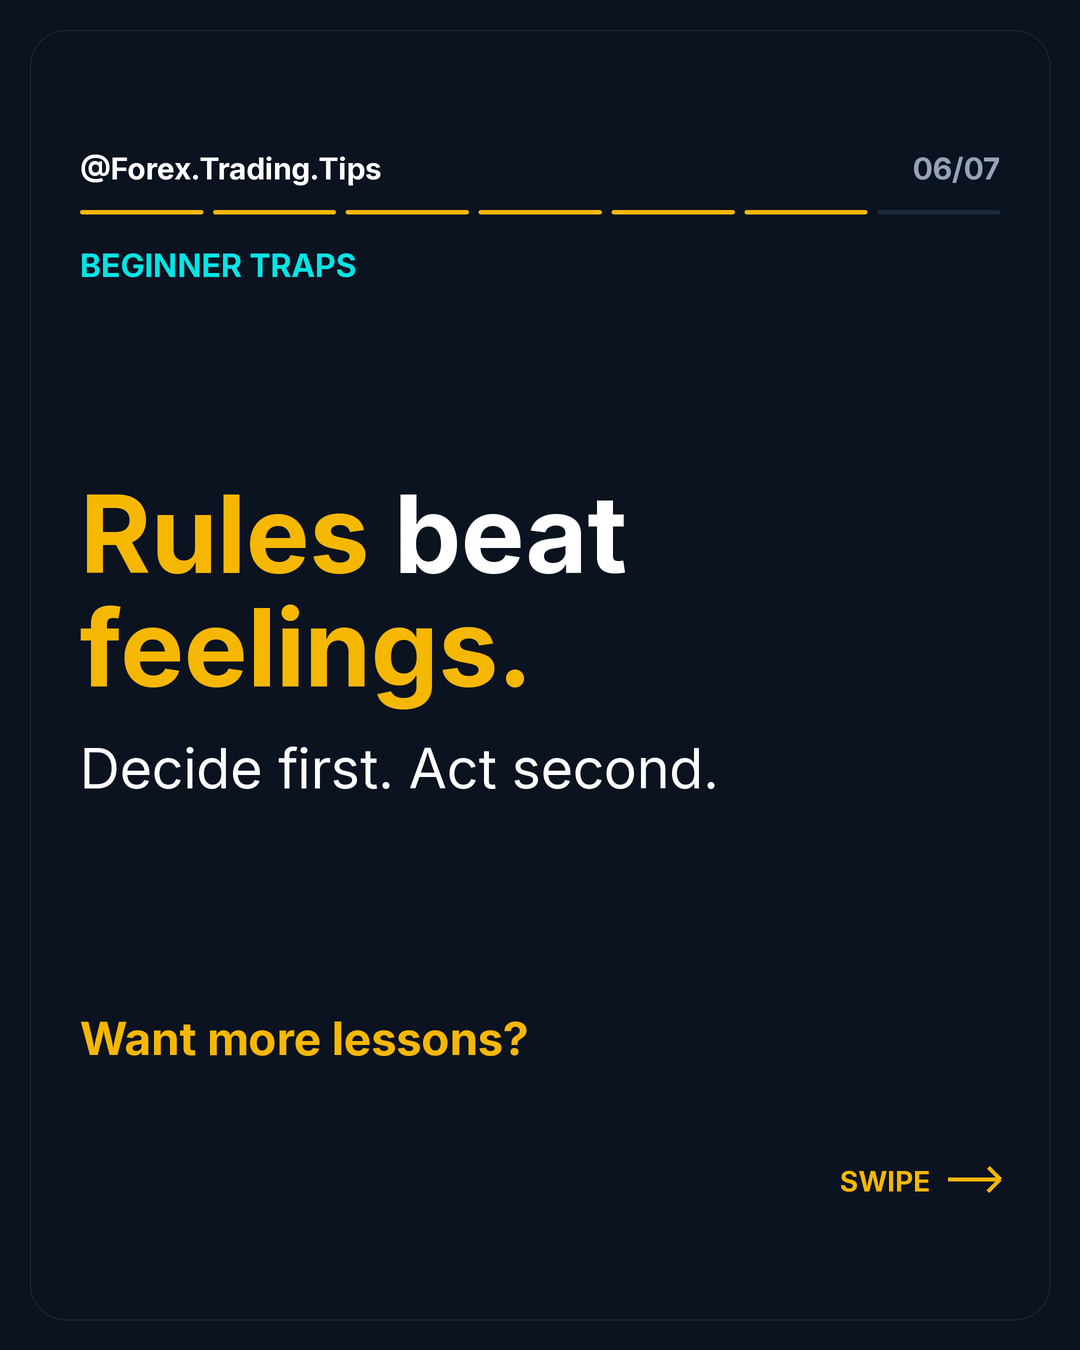 @Forex.Trading.Tips
06/07
BEGINNER TRAPS
Rules beat
feelings.
Decide first. Act second.
Want more lessons?
SWIPE